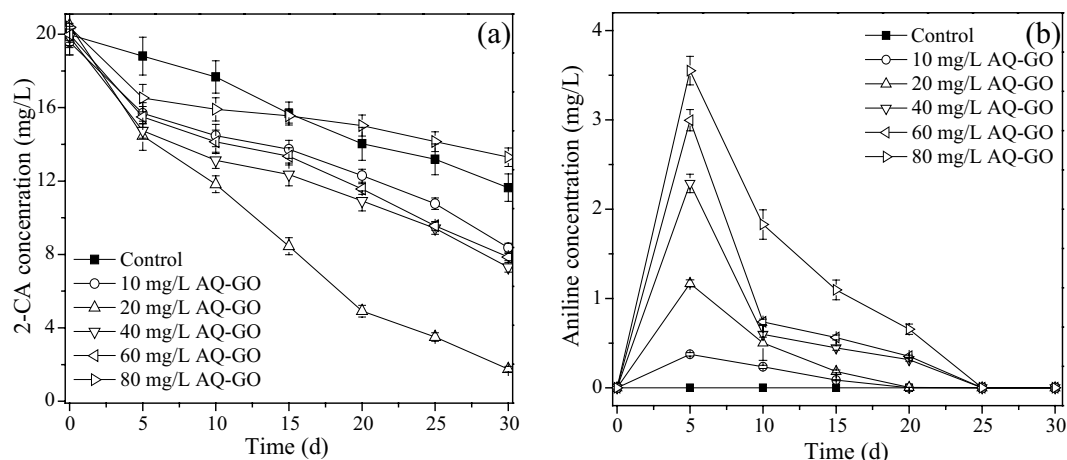 (a)
2-CA concenration (mg/L)
20
16
12
8
4
0
Control
10 mg/L AQ-GO
20 mg/L AQ-GO
40 mg/L AQ-GO
60 mg/L AQ-GO
80 mg/L AQ-GO
0 5 10 15 20 25 30
Time (d)
(b)
Aniline concentration (mg/L)
4
3
2
1
0
Control
10 mg/L AQ-GO
20 mg/L AQ-GO
40 mg/L AQ-GO
60 mg/L AQ-GO
80 mg/L AQ-GO
0 5 10 15 20 25 30
Time (d)